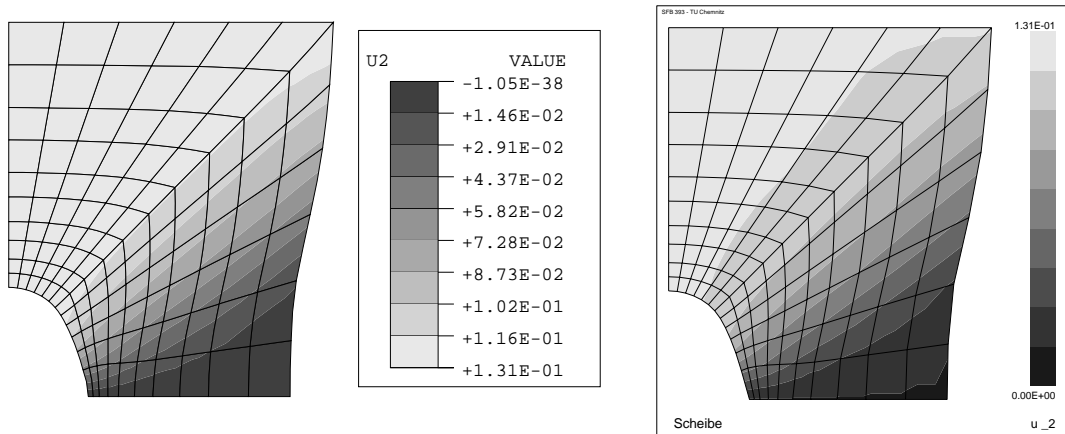 U2 VALUE
-1.05E-38
+1.46E-02
+2.91E-02
+4.37E-02
+5.82E-02
+7.28E-02
+8.73E-02
+1.02E-01
+1.16E-01
+1.31E-01
SFB 393 - TU Chemnitz
1.31E-01
0.00E+00
Scheibe u _2